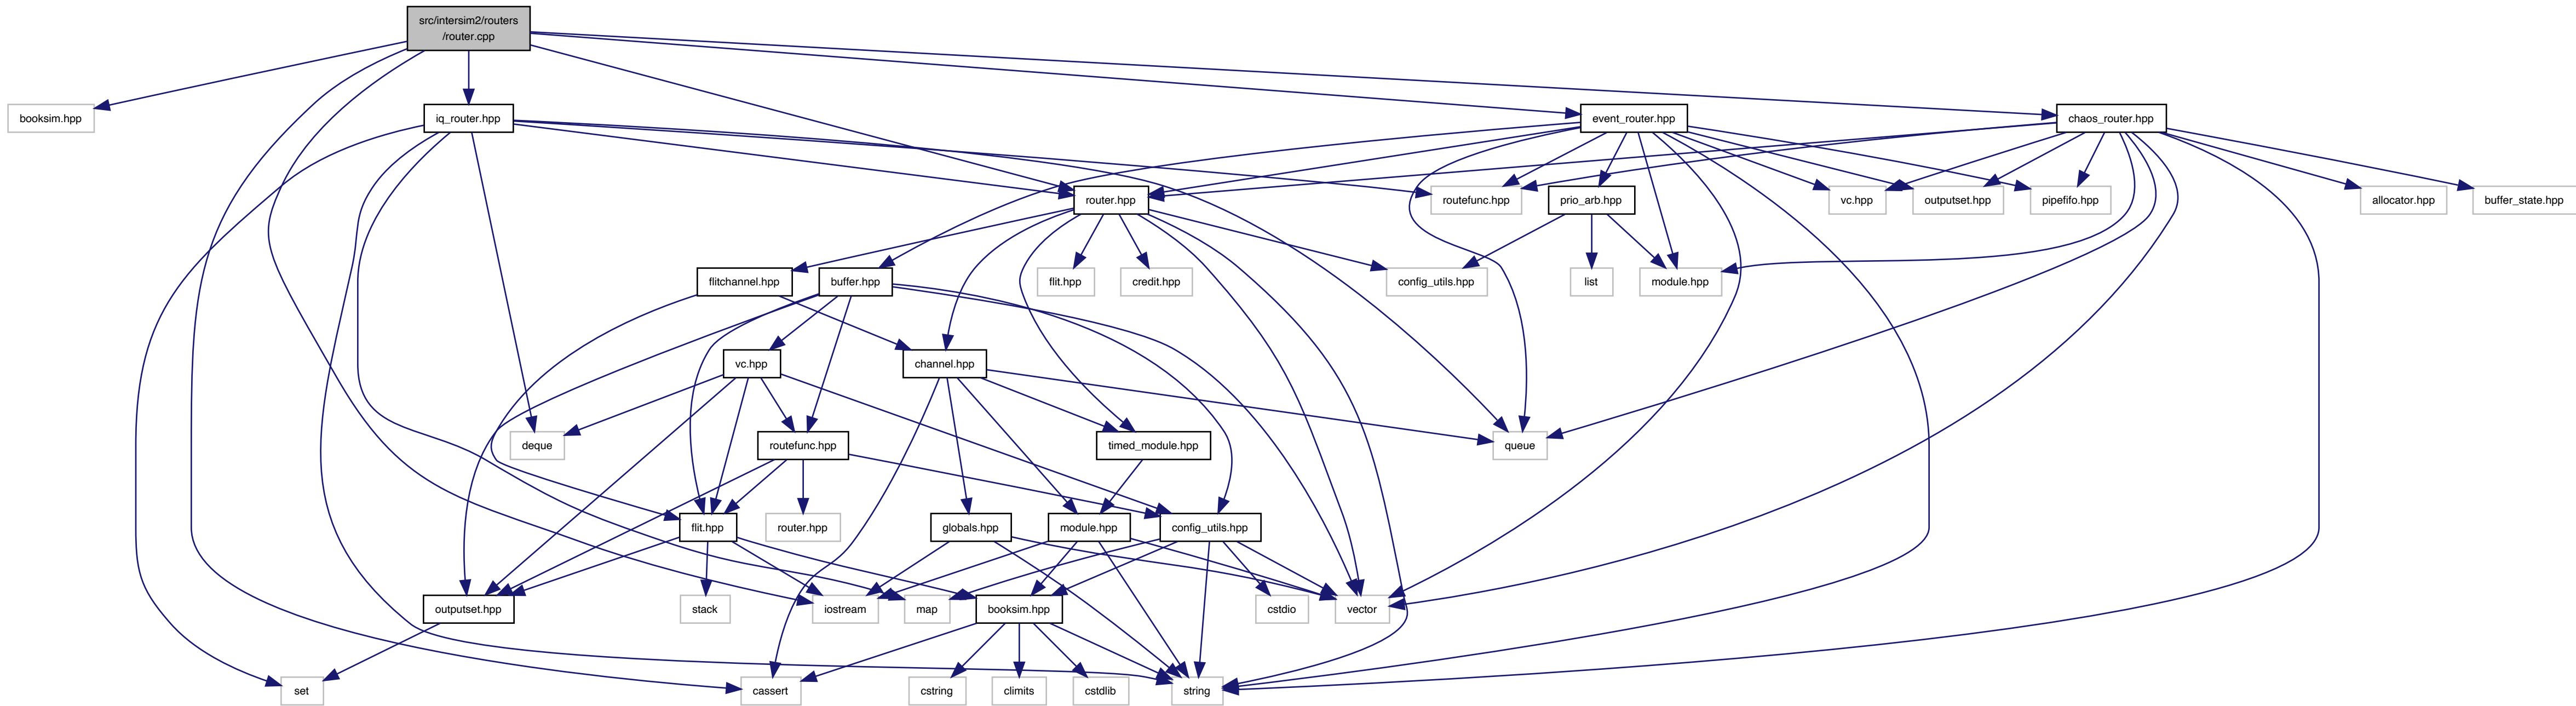 src/intersim2/routers
/router.cpp
booksim.hpp
iq_router.hpp
event_router.hpp
chaos_router.hpp
router.hpp
routefunc.hpp
prio_arb.hpp
vc.hpp
outputset.hpp
pipefifo.hpp
allocator.hpp
buffer_state.hpp
flitchannel.hpp
buffer.hpp
flit.hpp
credit.hpp
config_utils.hpp
list
module.hpp
vc.hpp
channel.hpp
deque
routefunc.hpp
timed_module.hpp
queue
flit.hpp
router.hpp
globals.hpp
module.hpp
config_utils.hpp
outputset.hpp
stack
iostream
map
booksim.hpp
cstdio
vector
set
cassert
cstring
climits
cstdlib
string